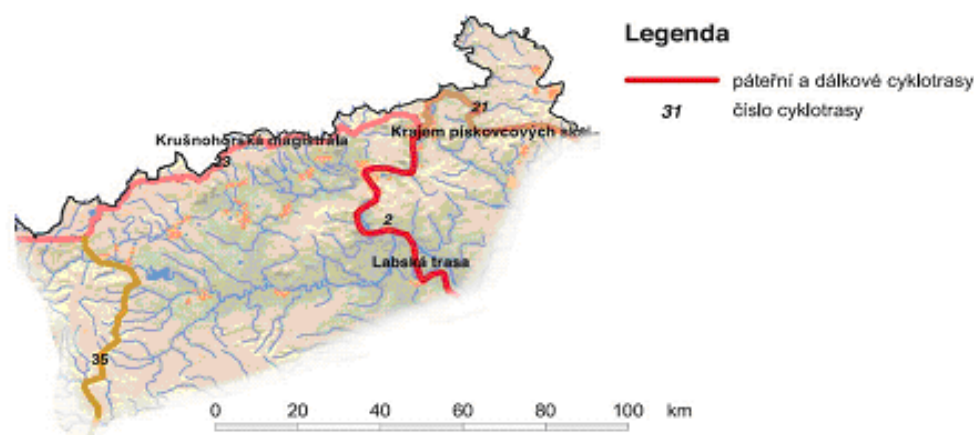 Legenda
páteřní a dálkové cyklotrasy
31 číslo cyklotrasy
21
Krajem pískovcových skal
Krušnohorská magistrála
23
2
Labská trasa
35
0 20 40 60 80 100 km